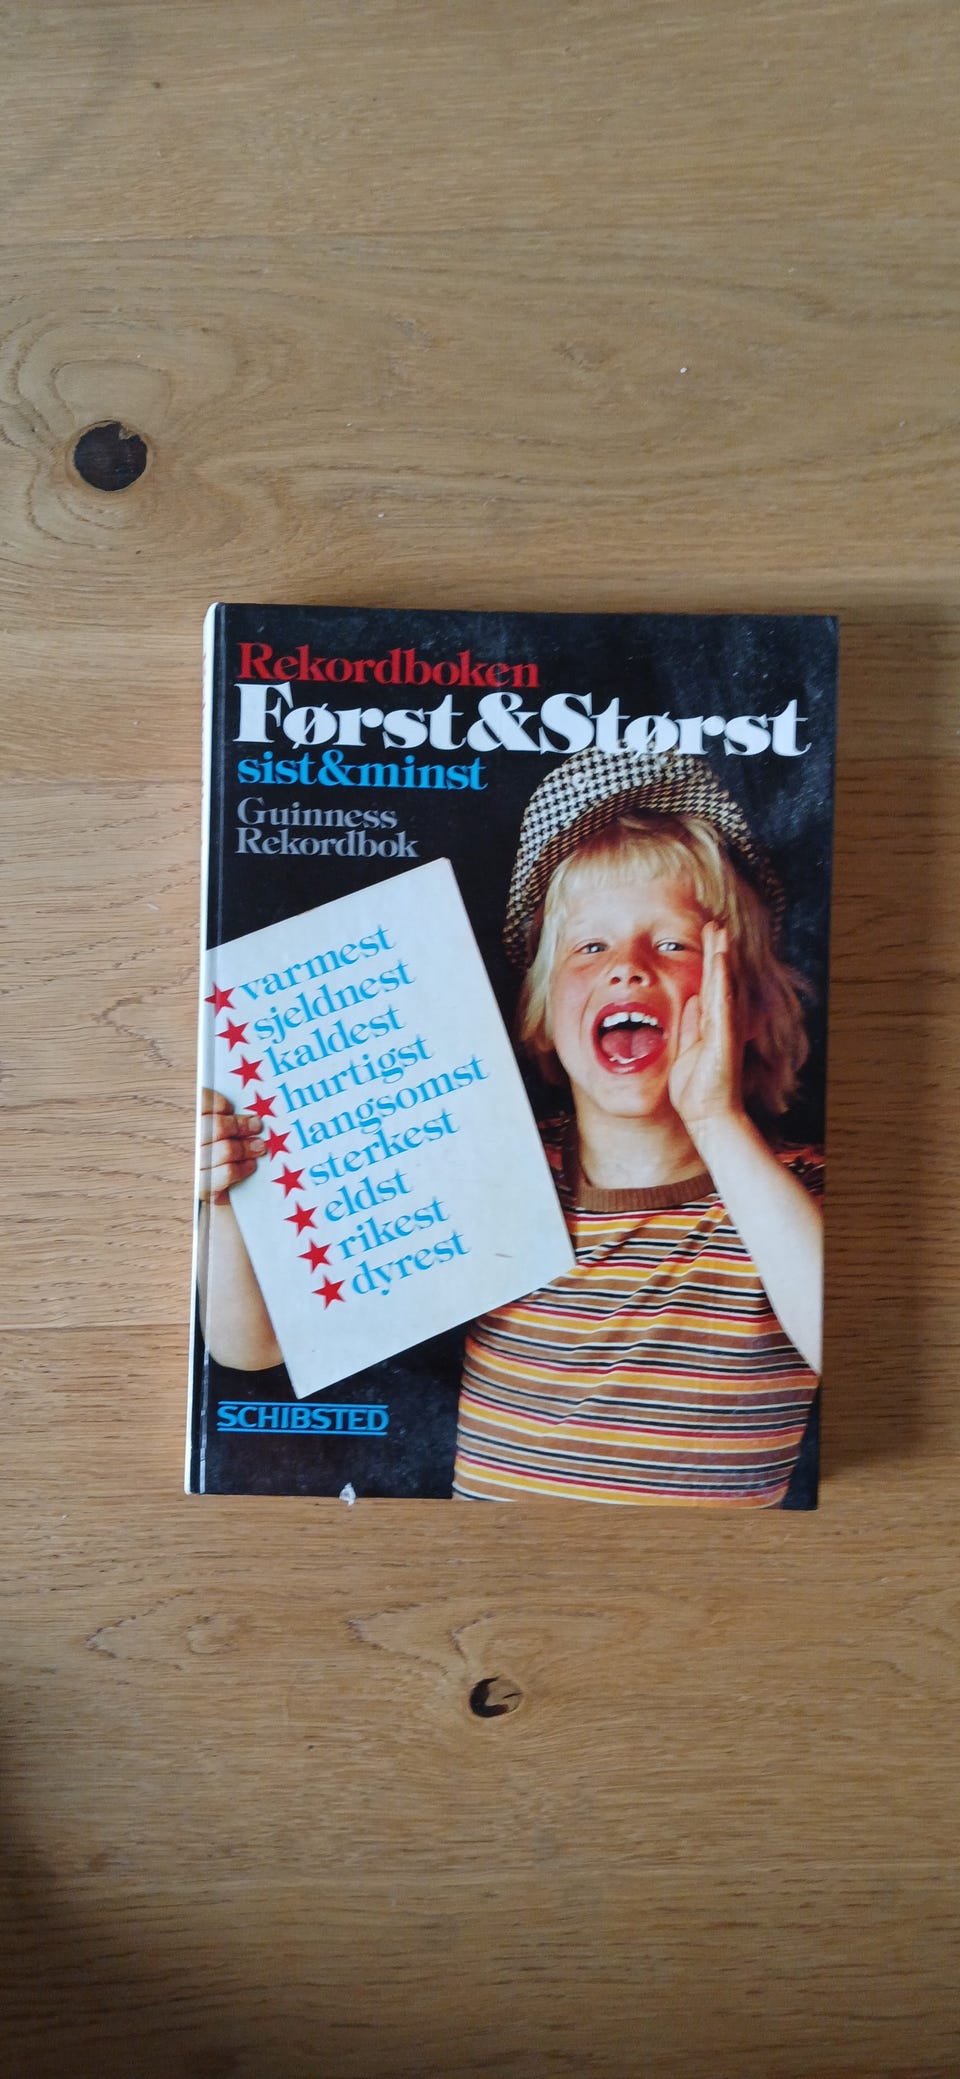 Rekordboken
Først&Størst
sist&minst
Guinness
Rekordbok
varmest
sjeldnest
kaldest
hurtigst
langsomst
sterkest
eldst
rikest
dyrest
SCHIBSTED